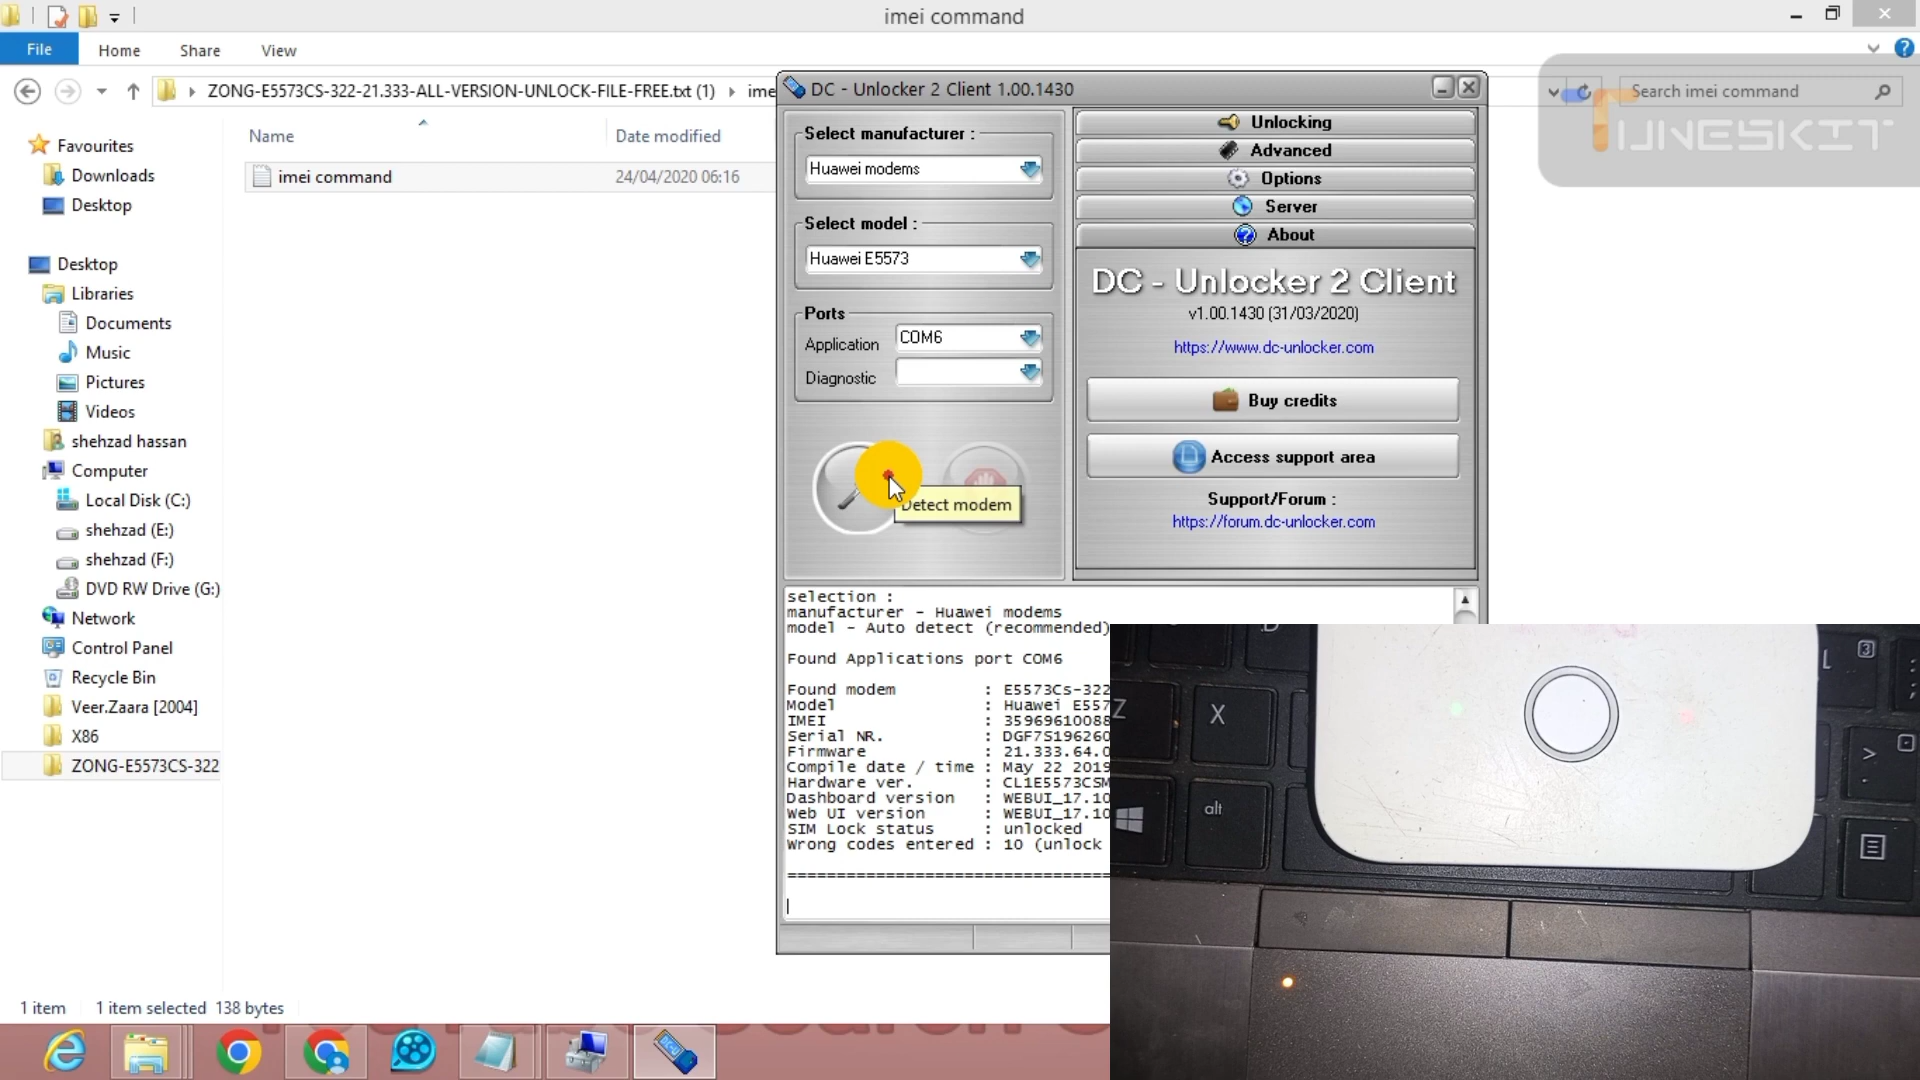 imei command
File
Home
Share
View
ZONG-E5573CS-322-21.333-ALL-VERSION-UNLOCK-FILE-FREE.txt (1)
Search imei command
TUNESKIT
Name
Date modified
imei command
24/04/2020 06:16
Favourites
Downloads
Desktop
Desktop
Libraries
Documents
Music
Pictures
Videos
shehzad hassan
Computer
Local Disk (C:)
shehzad (E:)
shehzad (F:)
DVD RW Drive (G:)
Network
Control Panel
Recycle Bin
Veer.Zaara [2004]
X86
ZONG-E5573CS-322
1 item
1 item selected 138 bytes
DC - Unlocker 2 Client 1.00.1430
Select manufacturer :
Huawei modems
Select model :
Huawei E5573
Ports
Application
COM6
Diagnostic
Detect modem
Unlocking
Advanced
Options
Server
About
DC - Unlocker 2 Client
v1.00.1430 (31/03/2020)
https://www.dc-unlocker.com
Buy credits
Access support area
Support/Forum :
https://forum.dc-unlocker.com
selection :
manufacturer - Huawei modems
model - Auto detect (recommended)
Found Applications port COM6
Found modem : E5573Cs-322
Model : Huawei E557
IMEI : 35969610088
Serial NR. : DGF7S196260
Firmware : 21.333.64.0
Compile date / time : May 22 2019
Hardware ver. : CL1E5573CSM
Dashboard version : WEBUI_17.10
Web UI version : WEBUI_17.10
SIM Lock status : unlocked
Wrong codes entered : 10 (unlock
===================================
Z
X
alt
L
3
>